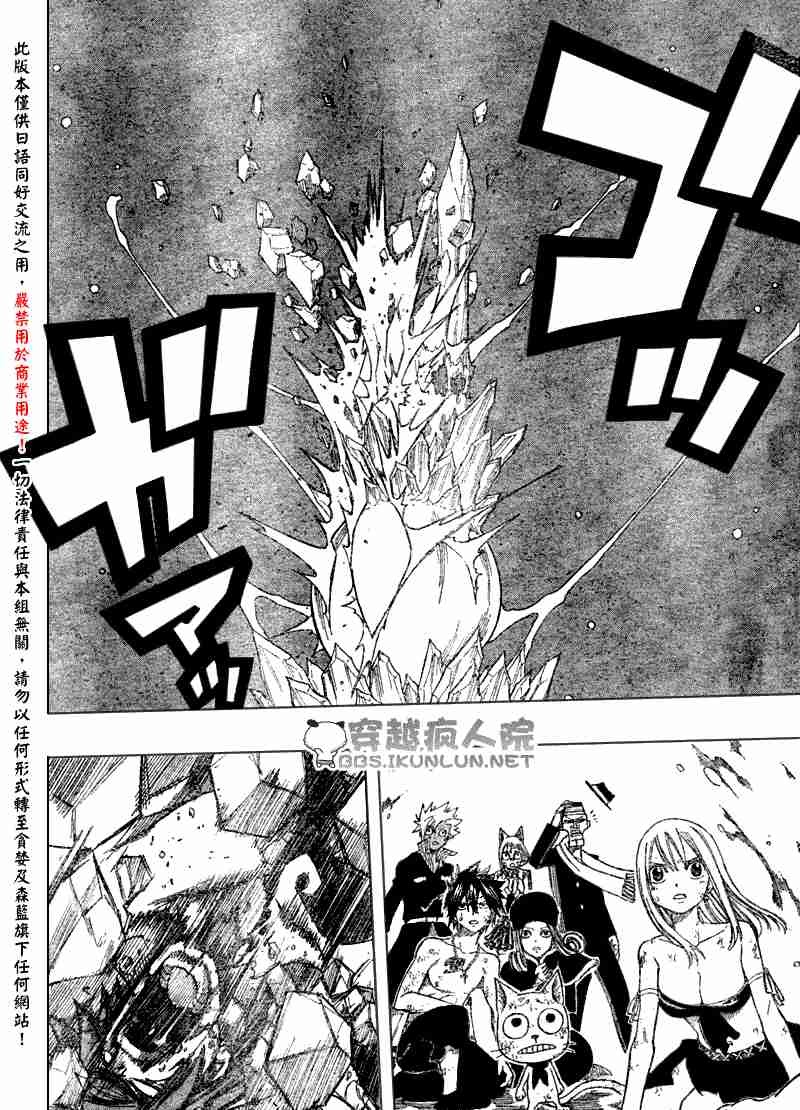 此版本僅供日語同好交流之用，嚴禁用於商業用途！一切法律責任與本組無關，請勿以任何形式轉至貪婪及森藍旗下任何網站！
ゴッ
ガァッ
穿越疯人院
BBS.IKUNLUN.NET